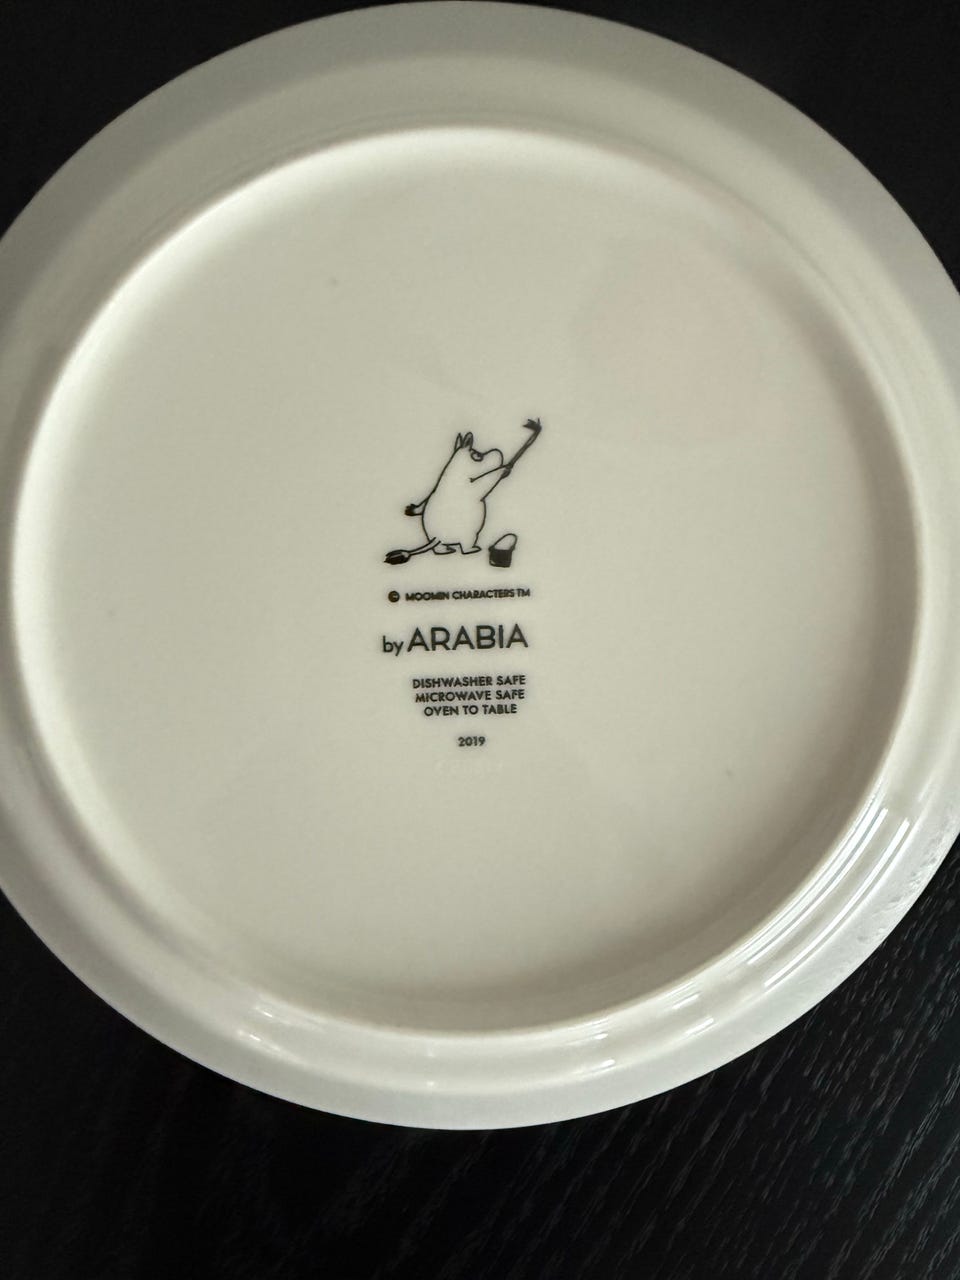 © MOOMIN CHARACTERS TM
by ARABIA
DISHWASHER SAFE
MICROWAVE SAFE
OVEN TO TABLE
2019